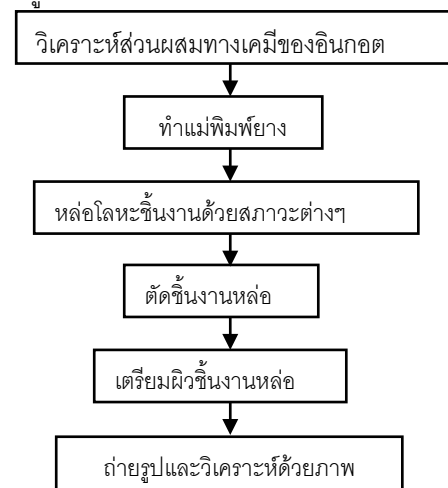 วิเคราะห์ส่วนผสมทางเคมีของอินกอต
ทำแม่พิมพ์ยาง
หล่อโลหะชิ้นงานด้วยสภาวะต่างๆ
ตัดชิ้นงานหล่อ
เตรียมผิวชิ้นงานหล่อ
ถ่ายรูปและวิเคราะห์ด้วยภาพ